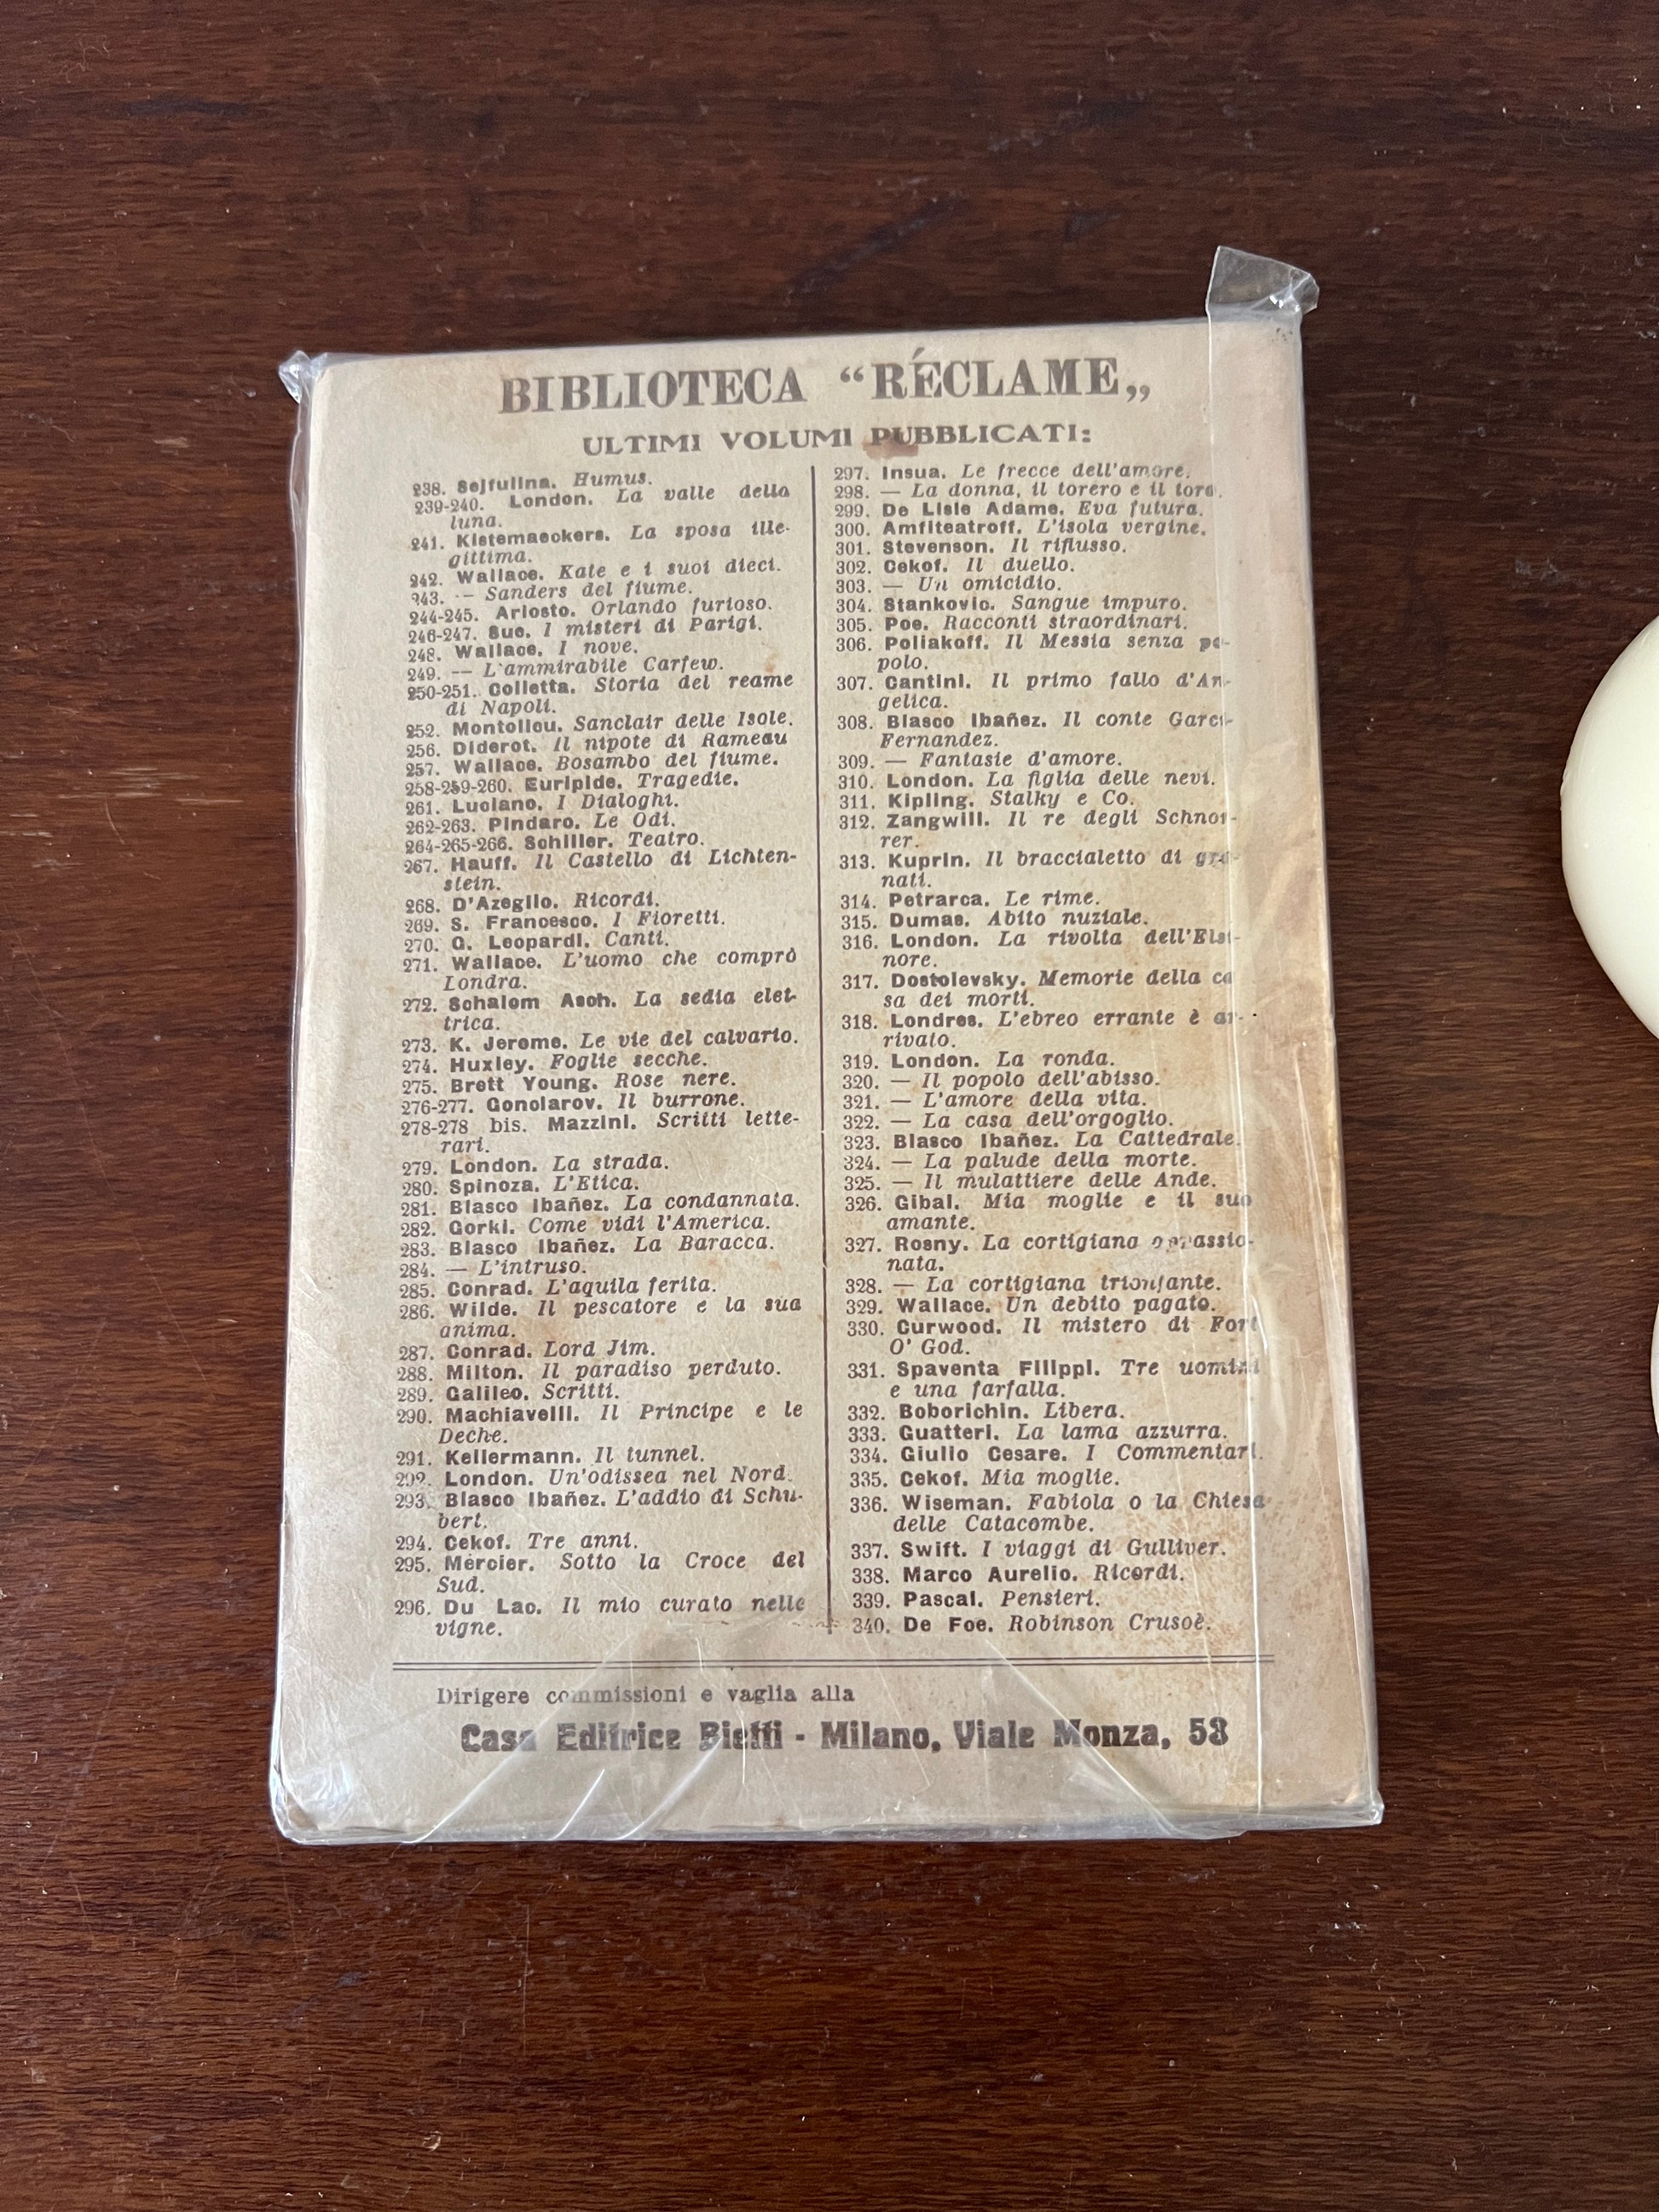 BIBLIOTECA “RÉCLAME„
ULTIMI VOLUMI PUBBLICATI:
238. Sejfulina. Humus.
239-240. London. La valle della
luna.
241. Kistemaeckers. La sposa ille-
gittima.
242. Wallace. Kate e i suoi dieci.
243. — Sanders del fiume.
244-245. Ariosto. Orlando furioso.
246-247. Sue. I misteri di Parigi.
248. Wallace. I nove.
249. — L'ammirabile Carfew.
250-251. Colletta. Storia del reame
di Napoli.
252. Montolieu. Sanclair delle Isole.
256. Diderot. Il nipote di Rameau
257. Wallace. Bosambo del fiume.
258-259-260. Euripide. Tragedie.
261. Luciano. I Dialoghi.
262-263. Pindaro. Le Odi.
264-265-266. Schiller. Teatro.
267. Hauff. Il Castello di Lichten-
stein.
268. D'Azeglio. Ricordi.
269. S. Francesco. I Fioretti.
270. G. Leopardi. Canti.
271. Wallace. L'uomo che comprò
Londra.
272. Schalom Asch. La sedia elet-
trica.
273. K. Jerome. Le vie del calvario.
274. Huxley. Foglie secche.
275. Brett Young. Rose nere.
276-277. Gonciarov. Il burrone.
278-278 bis. Mazzini. Scritti lette-
rari.
279. London. La strada.
280. Spinoza. L'Etica.
281. Blasco Ibañez. La condannata.
282. Gorki. Come vidi l'America.
283. Blasco Ibañez. La Baracca.
284. — L'intruso.
285. Conrad. L'aquila ferita.
286. Wilde. Il pescatore e la sua
anima.
287. Conrad. Lord Jim.
288. Milton. Il paradiso perduto.
289. Galileo. Scritti.
290. Machiavelli. Il Principe e le
Deche.
291. Kellermann. Il tunnel.
292. London. Un'odissea nel Nord.
293. Blasco Ibañez. L'addio di Schu-
bert.
294. Cekof. Tre anni.
295. Mercier. Sotto la Croce del
Sud.
296. Du Lac. Il mio curato nelle
vigne.
297. Insua. Le frecce dell'amore.
298. — La donna, il torero e il toro.
299. De Lisle Adame. Eva futura.
300. Amfiteatroff. L'isola vergine.
301. Stevenson. Il riflusso.
302. Cekof. Il duello.
303. — Un omicidio.
304. Stankovic. Sangue impuro.
305. Poe. Racconti straordinari.
306. Poliakoff. Il Messia senza po-
polo.
307. Cantini. Il primo fallo d'An-
gelica.
308. Blasco Ibañez. Il conte Garci-
Fernandez.
309. — Fantasie d'amore.
310. London. La figlia delle nevi.
311. Kipling. Stalky e Co.
312. Zangwill. Il re degli Schnor-
rer.
313. Kuprin. Il braccialetto di gra-
nati.
314. Petrarca. Le rime.
315. Dumas. Abito nuziale.
316. London. La rivolta dell'Elsi-
nore.
317. Dostoievsky. Memorie della ca
sa dei morti.
318. Londres. L'ebreo errante è ar-
rivato.
319. London. La ronda.
320. — Il popolo dell'abisso.
321. — L'amore della vita.
322. — La casa dell'orgoglio.
323. Blasco Ibañez. La Cattedrale.
324. — La palude della morte.
325. — Il mulattiere delle Ande.
326. Gibal. Mia moglie e il suo
amante.
327. Rosny. La cortigiana appassio-
nata.
328. — La cortigiana trionfante.
329. Wallace. Un debito pagato.
330. Curwood. Il mistero di Fort
O' God.
331. Spaventa Filippi. Tre uomini
e una farfalla.
332. Boborichin. Libera.
333. Guatteri. La lama azzurra.
334. Giulio Cesare. I Commentari.
335. Cekof. Mia moglie.
336. Wiseman. Fabiola o la Chiesa
delle Catacombe.
337. Swift. I viaggi di Gulliver.
338. Marco Aurelio. Ricordi.
339. Pascal. Pensieri.
340. De Foe. Robinson Crusoè.
Dirigere commissioni e vaglia alla
Casa Editrice Bietti - Milano, Viale Monza, 53